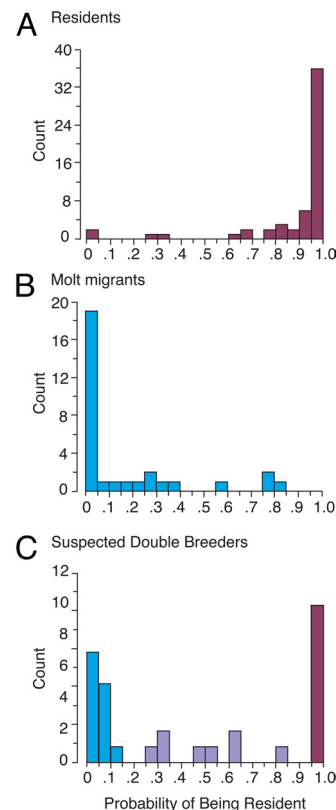 A Residents
40
32
24
16
8
0
Count
0 .1 .2 .3 .4 .5 .6 .7 .8 .9 1.0
B Molt migrants
20
16
12
8
4
0
Count
0 .1 .2 .3 .4 .5 .6 .7 .8 .9 1.0
C Suspected Double Breeders
12
10
8
6
4
2
0
Count
0 .1 .2 .3 .4 .5 .6 .7 .8 .9 1.0
Probability of Being Resident